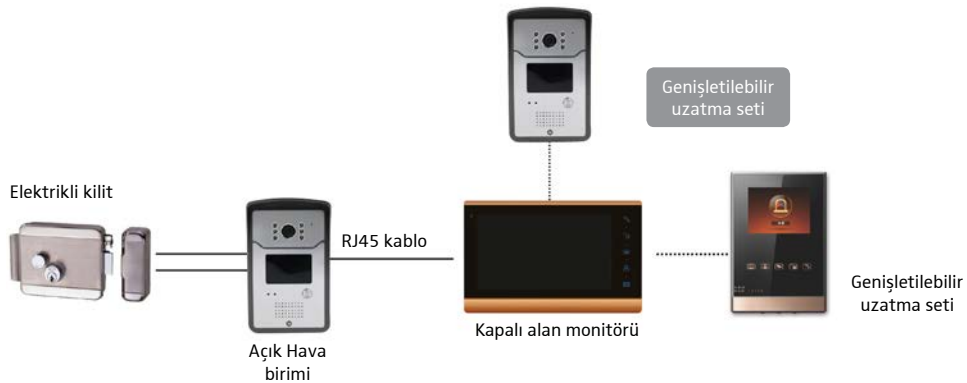 Genişletilebilir
uzatma seti
Elektrikli kilit
RJ45 kablo
Genişletilebilir
uzatma seti
Kapalı alan monitörü
Açık Hava
birimi